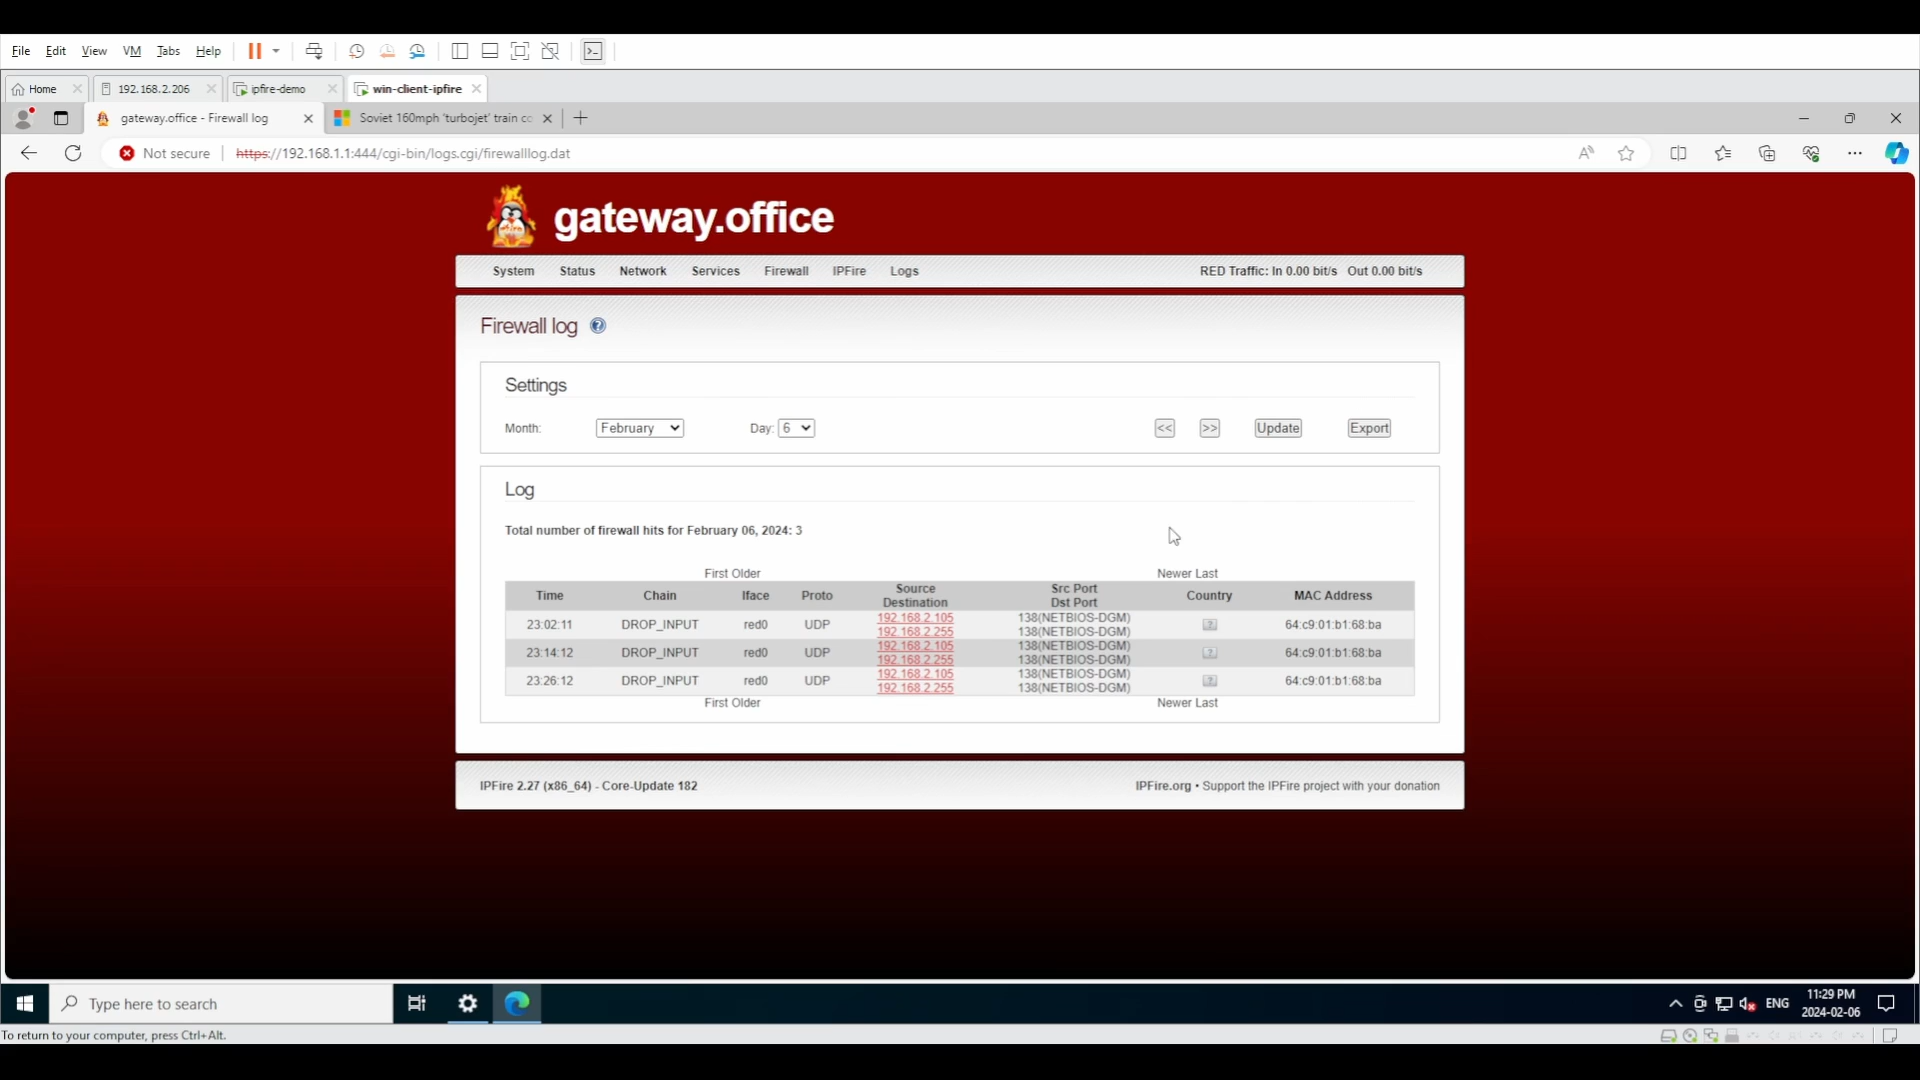 File Edit View VM Tabs Help
Home 192.168.2.206 ipfire-demo win-client-ipfire
gateway.office - Firewall log Soviet 160mph 'turbojet' train co
Not secure https://192.168.1.1:444/cgi-bin/logs.cgi/firewalllog.dat
gateway.office
System Status Network Services Firewall IPFire Logs RED Traffic: In 0.00 bit/s Out 0.00 bit/s
Firewall log
Settings
Month: February Day: 6 << >> Update Export
Log
Total number of firewall hits for February 06, 2024: 3
First Older Newer Last
Time Chain Iface Proto Source Destination Src Port Dst Port Country MAC Address
23:02:11 DROP_INPUT red0 UDP 192.168.2.105 192.168.2.255 138(NETBIOS-DGM) 138(NETBIOS-DGM) ? 64:c9:01:b1:68:ba
23:14:12 DROP_INPUT red0 UDP 192.168.2.105 192.168.2.255 138(NETBIOS-DGM) 138(NETBIOS-DGM) ? 64:c9:01:b1:68:ba
23:26:12 DROP_INPUT red0 UDP 192.168.2.105 192.168.2.255 138(NETBIOS-DGM) 138(NETBIOS-DGM) ? 64:c9:01:b1:68:ba
First Older Newer Last
IPFire 2.27 (x86_64) - Core-Update 182 IPFire.org • Support the IPFire project with your donation
Type here to search ENG 11:29 PM
2024-02-06
To return to your computer, press Ctrl+Alt.